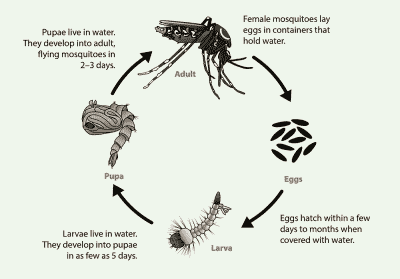 Pupae live in water.
They develop into adult,
flying mosquitoes in
2–3 days.
Female mosquitoes lay
eggs in containers that
hold water.
Adult
Pupa
Eggs
Larvae live in water.
They develop into pupae
in as few as 5 days.
Larva
Eggs hatch within a few
days to months when
covered with water.